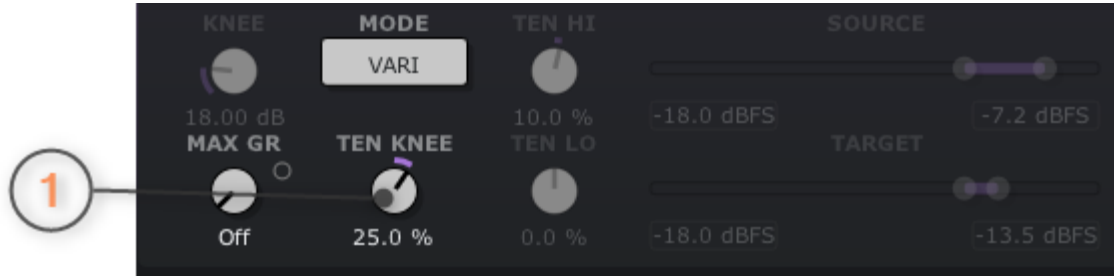 KNEE MODE TEN HI SOURCE
VARI
18.00 dB 10.0 % -18.0 dBFS -7.2 dBFS
MAX GR TEN KNEE TEN LO TARGET
1
Off 25.0 % 0.0 % -18.0 dBFS -13.5 dBFS